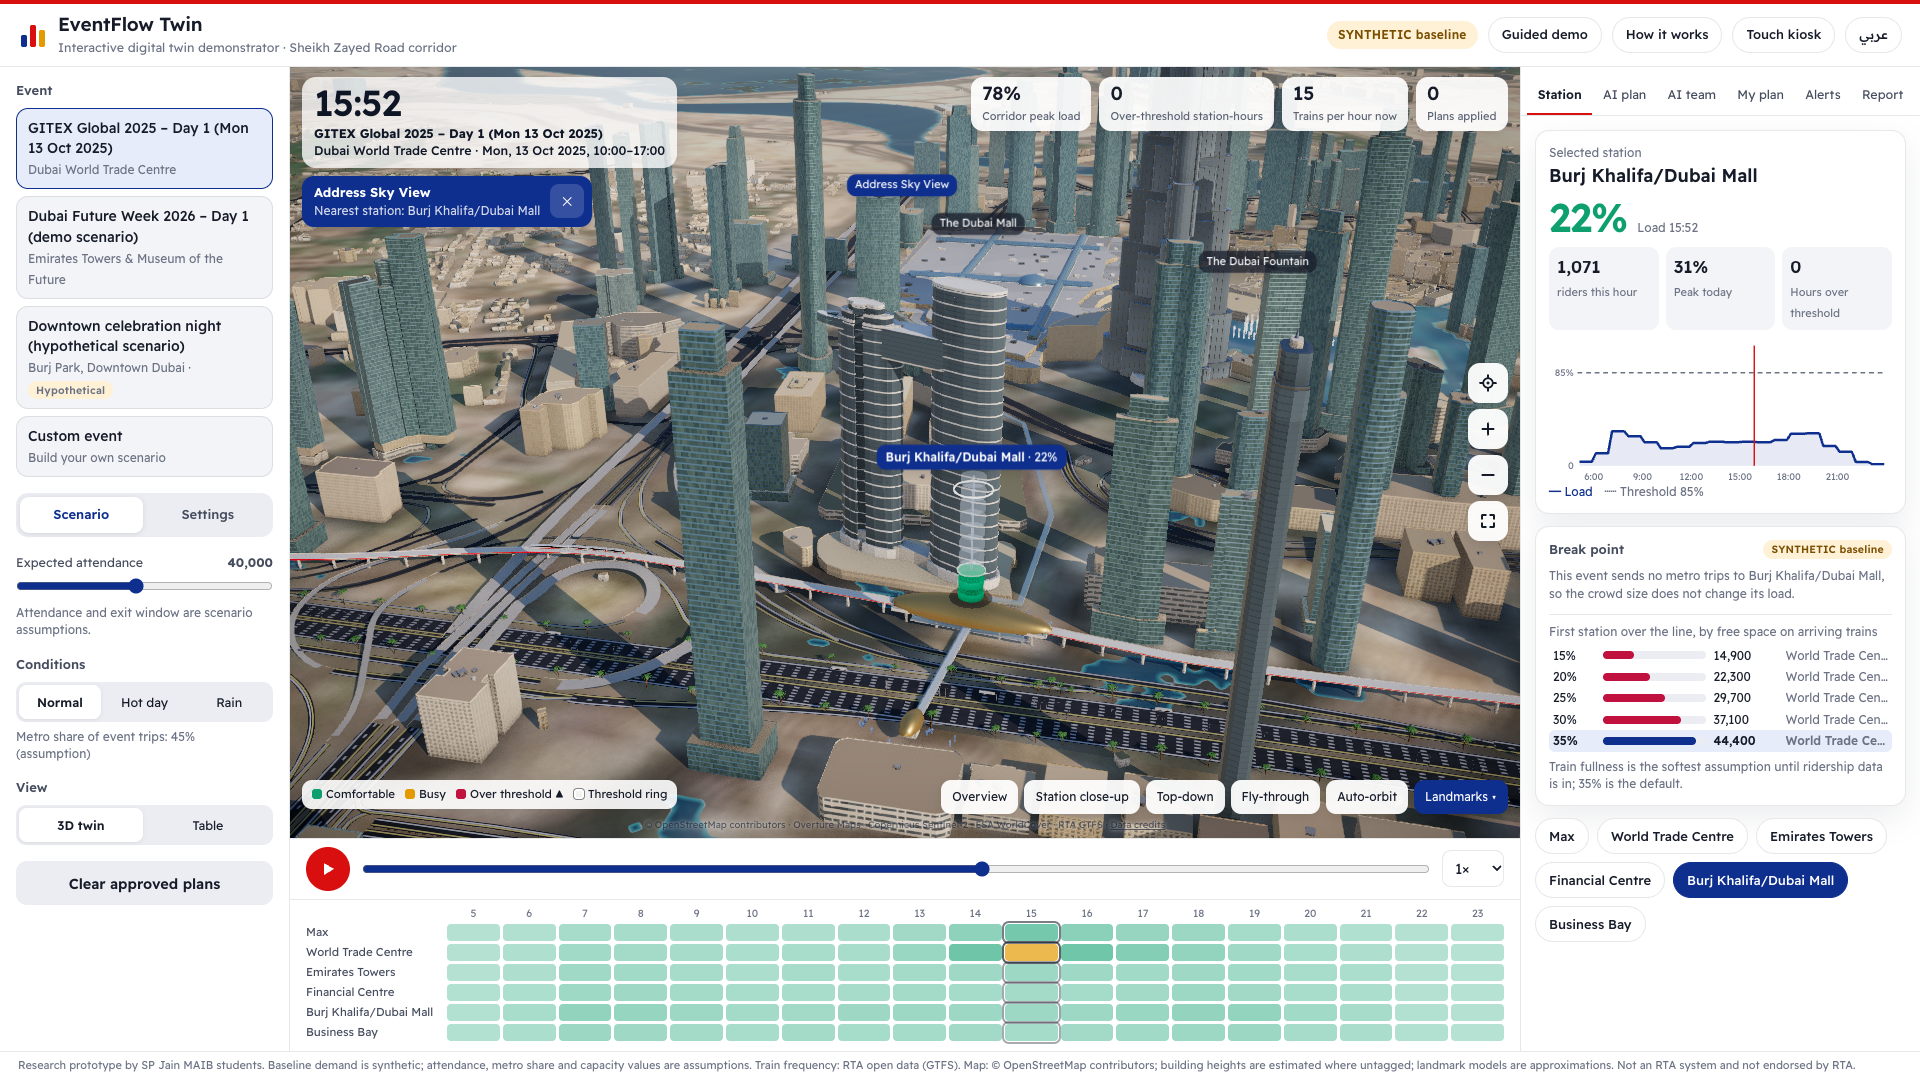 EventFlow Twin
Interactive digital twin demonstrator · Sheikh Zayed Road corridor
SYNTHETIC baseline
Guided demo
How it works
Touch kiosk
عربي
Event
GITEX Global 2025 – Day 1 (Mon
13 Oct 2025)
Dubai World Trade Centre
Dubai Future Week 2026 – Day 1
(demo scenario)
Emirates Towers & Museum of the
Future
Downtown celebration night
(hypothetical scenario)
Burj Park, Downtown Dubai ·
Hypothetical
Custom event
Build your own scenario
Scenario
Settings
Expected attendance 40,000
Attendance and exit window are scenario
assumptions.
Conditions
Normal
Hot day
Rain
Metro share of event trips: 45%
(assumption)
View
3D twin
Table
Clear approved plans
15:52
GITEX Global 2025 – Day 1 (Mon 13 Oct 2025)
Dubai World Trade Centre · Mon, 13 Oct 2025, 10:00–17:00
Address Sky View
Nearest station: Burj Khalifa/Dubai Mall
×
78%
Corridor peak load
0
Over-threshold station-hours
15
Trains per hour now
0
Plans applied
Address Sky View
The Dubai Mall
The Dubai Fountain
Burj Khalifa/Dubai Mall · 22%
Comfortable
Busy
Over threshold ▲
Threshold ring
Overview
Station close-up
Top-down
Fly-through
Auto-orbit
Landmarks
© OpenStreetMap contributors · Overture Maps · Copernicus Sentinel-2 · ESA WorldCover · RTA GTFS · Data credits
1×
5 6 7 8 9 10 11 12 13 14 15 16 17 18 19 20 21 22 23
Max
World Trade Centre
Emirates Towers
Financial Centre
Burj Khalifa/Dubai Mall
Business Bay
Station
AI plan
AI team
My plan
Alerts
Report
Selected station
Burj Khalifa/Dubai Mall
22% Load 15:52
1,071
riders this hour
31%
Peak today
0
Hours over
threshold
85%
0
6:00 9:00 12:00 15:00 18:00 21:00
Load
Threshold 85%
Break point
SYNTHETIC baseline
This event sends no metro trips to Burj Khalifa/Dubai Mall,
so the crowd size does not change its load.
First station over the line, by free space on arriving trains
15% 14,900 World Trade Cen...
20% 22,300 World Trade Cen...
25% 29,700 World Trade Cen...
30% 37,100 World Trade Cen...
35% 44,400 World Trade Ce...
Train fullness is the softest assumption until ridership data
is in; 35% is the default.
Max
World Trade Centre
Emirates Towers
Financial Centre
Burj Khalifa/Dubai Mall
Business Bay
Research prototype by SP Jain MAIB students. Baseline demand is synthetic; attendance, metro share and capacity values are assumptions. Train frequency: RTA open data (GTFS). Map: © OpenStreetMap contributors; building heights are estimated where untagged; landmark models are approximations. Not an RTA system and not endorsed by RTA.